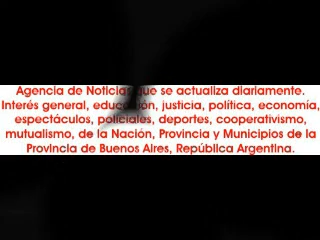 Agencia de Noticias que se actualiza diariamente.
Interés general, educación, justicia, política, economía,
espectáculos, policiales, deportes, cooperativismo,
mutualismo, de la Nación, Provincia y Municipios de la
Provincia de Buenos Aires, República Argentina.